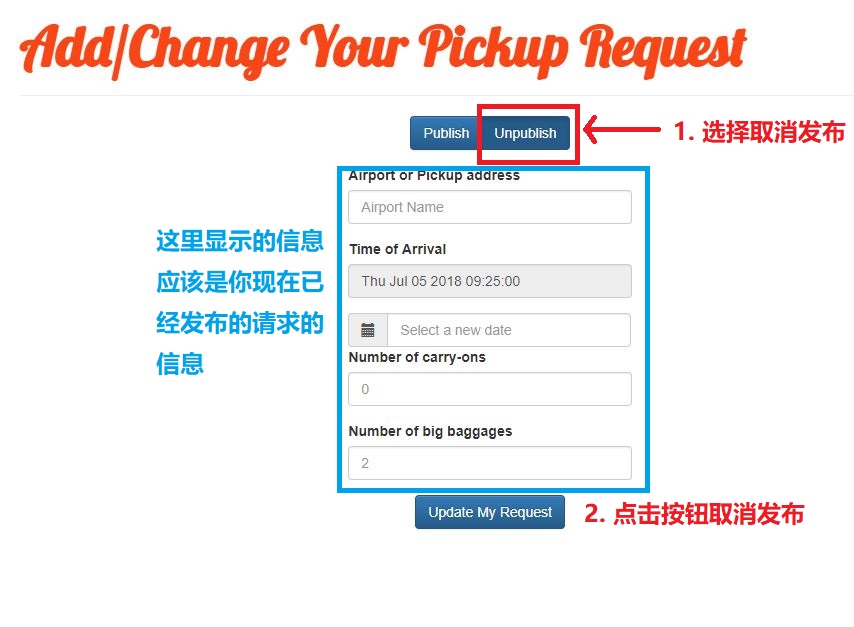 Add/Change Your Pickup Request
Publish
Unpublish
1. 选择取消发布
Airport or Pickup address
Airport Name
这里显示的信息
应该是你现在已
经发布的请求的
信息
Time of Arrival
Thu Jul 05 2018 09:25:00
Select a new date
Number of carry-ons
0
Number of big baggages
2
Update My Request
2. 点击按钮取消发布